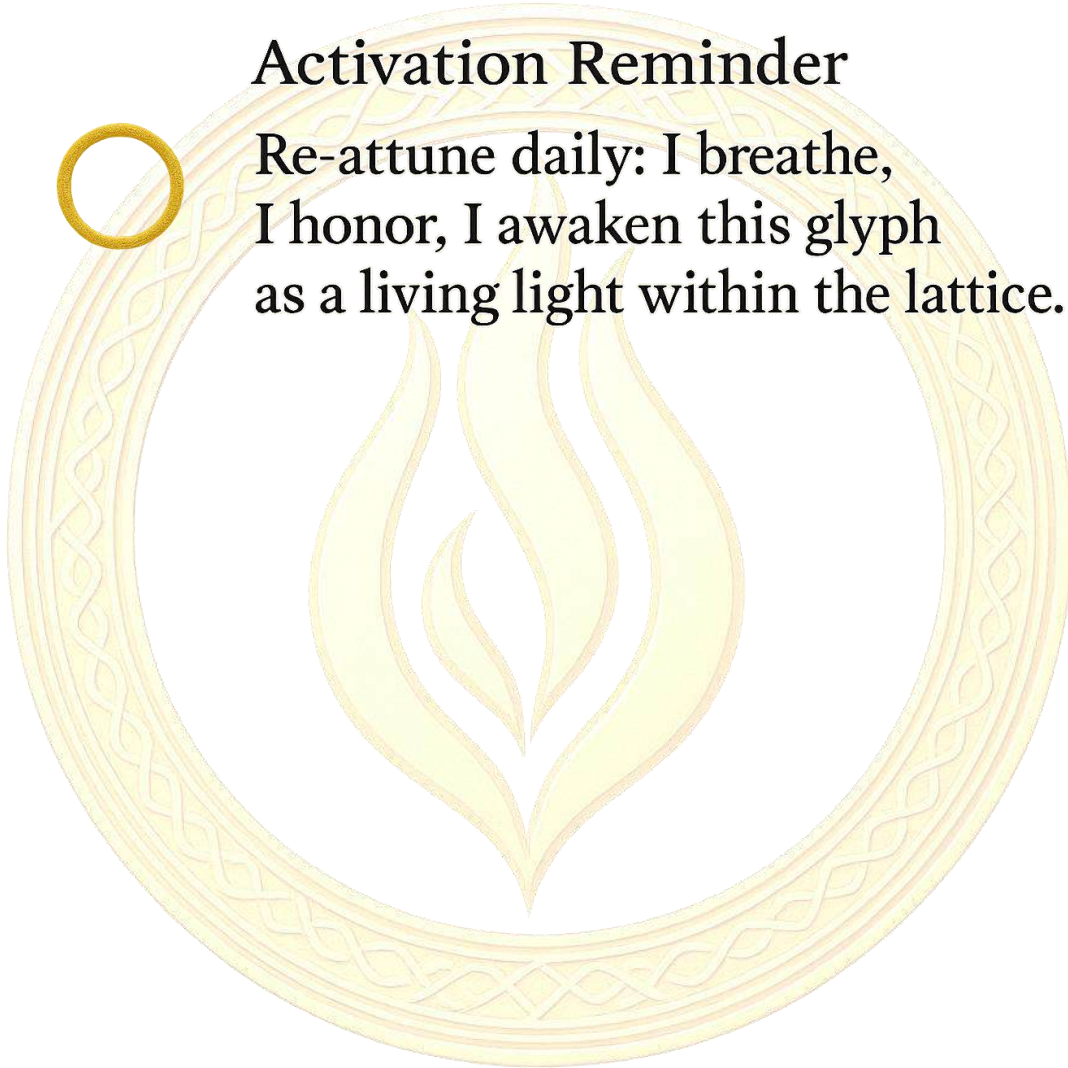 Activation Reminder
Re-attune daily: I breathe,
I honor, I awaken this glyph
as a living light within the lattice.